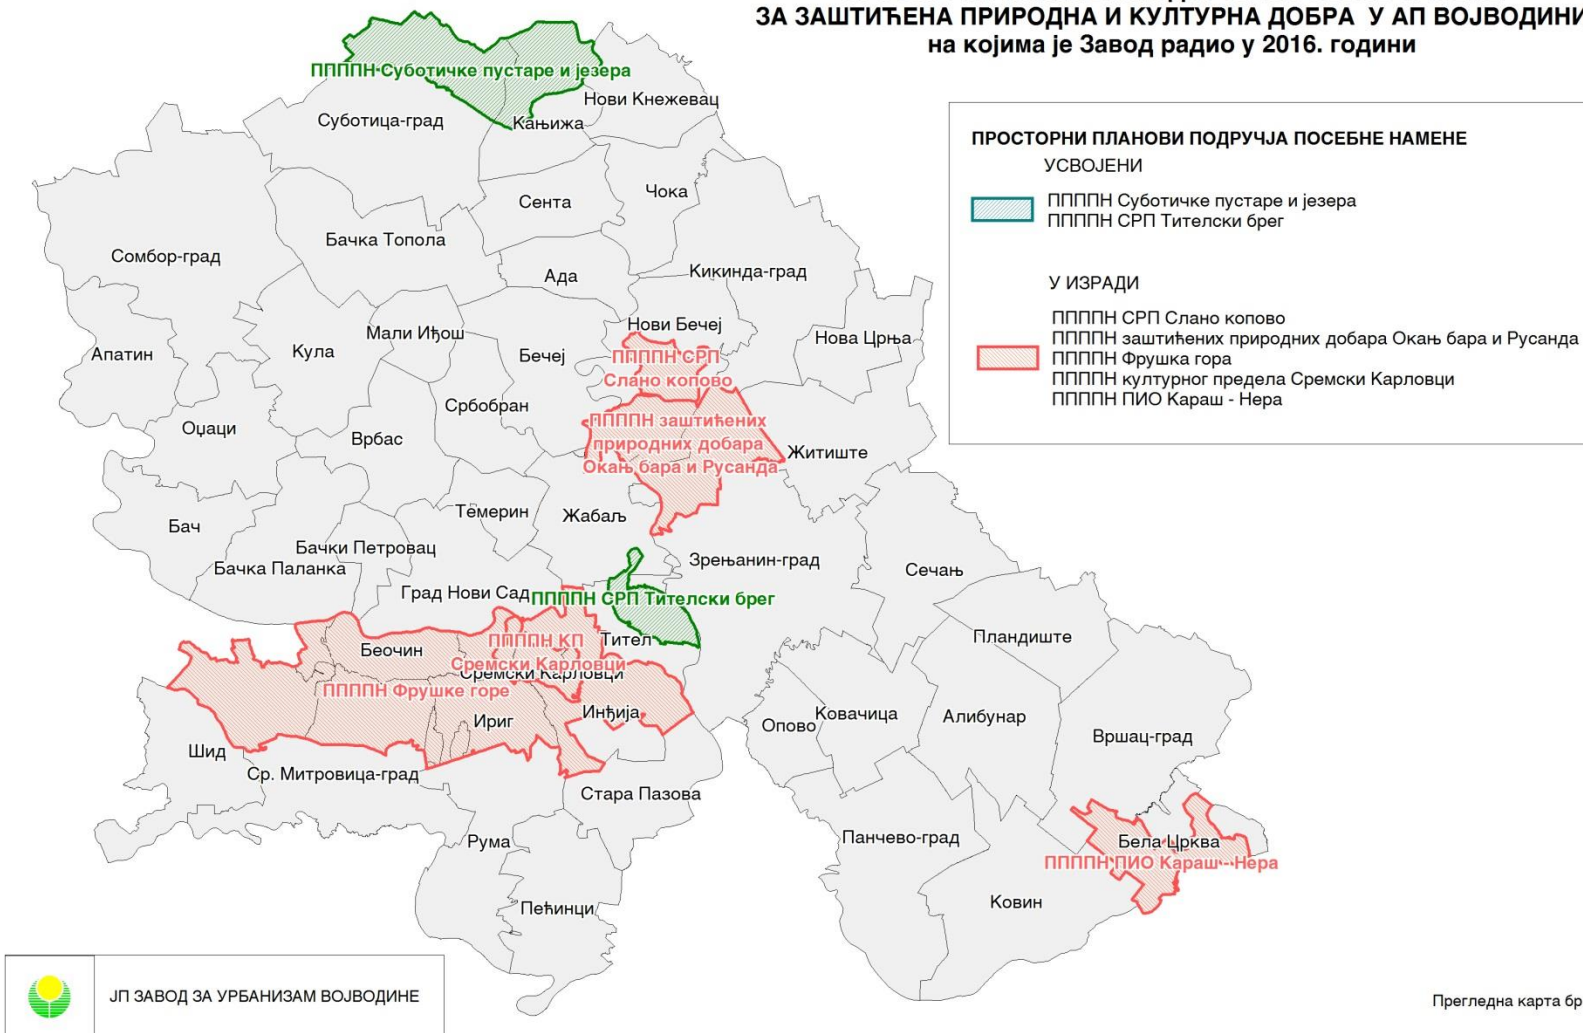 ЗА ЗАШТИЋЕНА ПРИРОДНА И КУЛТУРНА ДОБРА У АП ВОЈВОДИНИ
на којима је Завод радио у 2016. години
ПРОСТОРНИ ПЛАНОВИ ПОДРУЧЈА ПОСЕБНЕ НАМЕНЕ
УСВОЈЕНИ
ППППН Суботичке пустаре и језера
ППППН СРП Тителски брег
У ИЗРАДИ
ППППН СРП Слано копово
ППППН заштићених природних добара Окањ бара и Русанда
ППППН Фрушка гора
ППППН културног предела Сремски Карловци
ППППН ПИО Караш - Нера
ППППН Суботичке пустаре и језера
Нови Кнежевац
Суботица-град
Кањижа
Чока
Сента
Бачка Топола
Сомбор-град
Ада
Кикинда-град
Нови Бечеј
Мали Иђош
Нова Црња
Апатин
Кула
Бечеј
ППППН СРП
Слано копово
Србобран
ППППН заштићених
природних добара
Окањ бара и Русанда
Оџаци
Врбас
Житиште
Темерин
Жабаљ
Бач
Бачки Петровац
Бачка Паланка
Зрењанин-град
Сечањ
Град Нови Сад
ППППН СРП Тителски брег
Тител
Пландиште
Беочин
ППППН КП
Сремски Карловци
Сремски Карловци
ППППН Фрушке горе
Ириг
Инђија
Опово
Ковачица
Алибунар
Вршац-град
Шид
Ср. Митровица-град
Стара Пазова
Рума
Панчево-град
Бела Црква
ППППН ПИО Караш - Нера
Пећинци
Ковин
ЈП ЗАВОД ЗА УРБАНИЗАМ ВОЈВОДИНЕ
Прегледна карта бр